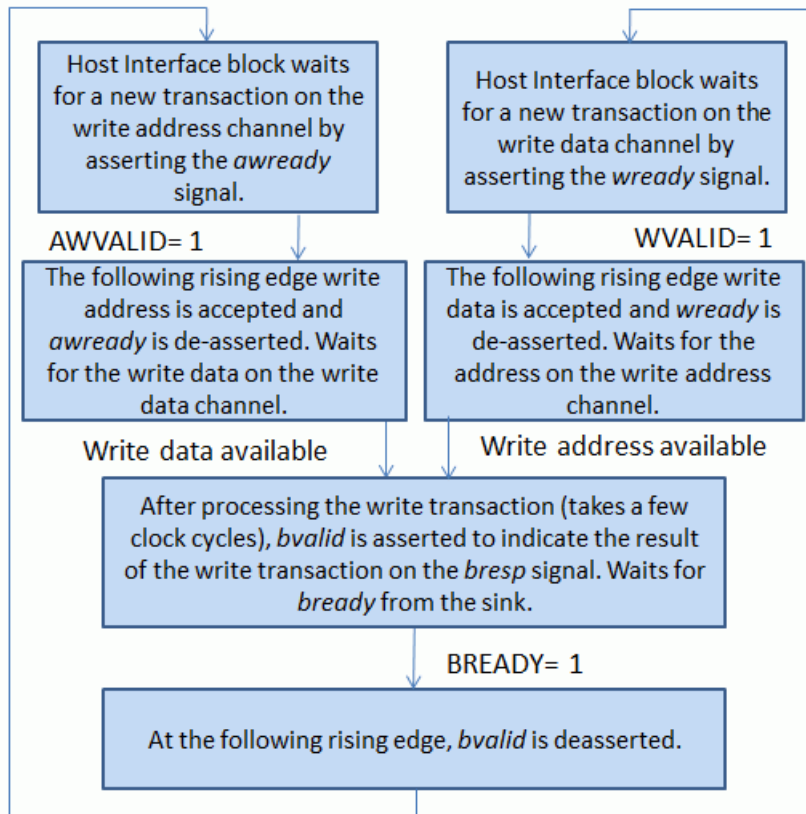 Host Interface block waits
for a new transaction on the
write address channel by
asserting the awready
signal.
Host Interface block waits
for a new transaction on the
write data channel by
asserting the wready signal.
AWVALID= 1
WVALID= 1
The following rising edge write
address is accepted and
awready is de-asserted. Waits
for the write data on the write
data channel.
The following rising edge write
data is accepted and wready is
de-asserted. Waits for the
address on the write address
channel.
Write data available
Write address available
After processing the write transaction (takes a few
clock cycles), bvalid is asserted to indicate the result
of the write transaction on the bresp signal. Waits for
bready from the sink.
BREADY= 1
At the following rising edge, bvalid is deasserted.